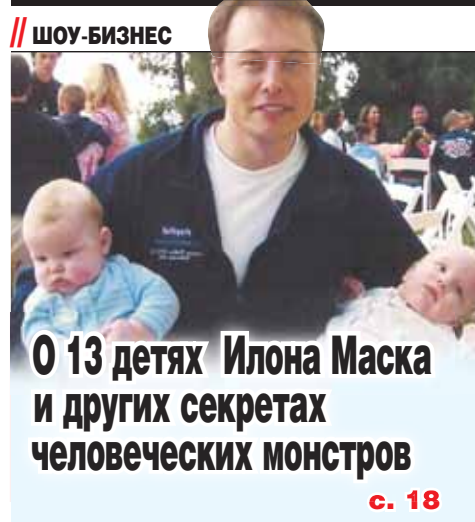 // ШОУ-БИЗНЕС
О 13 детях Илона Маска
и других секретах
человеческих монстров
с. 18